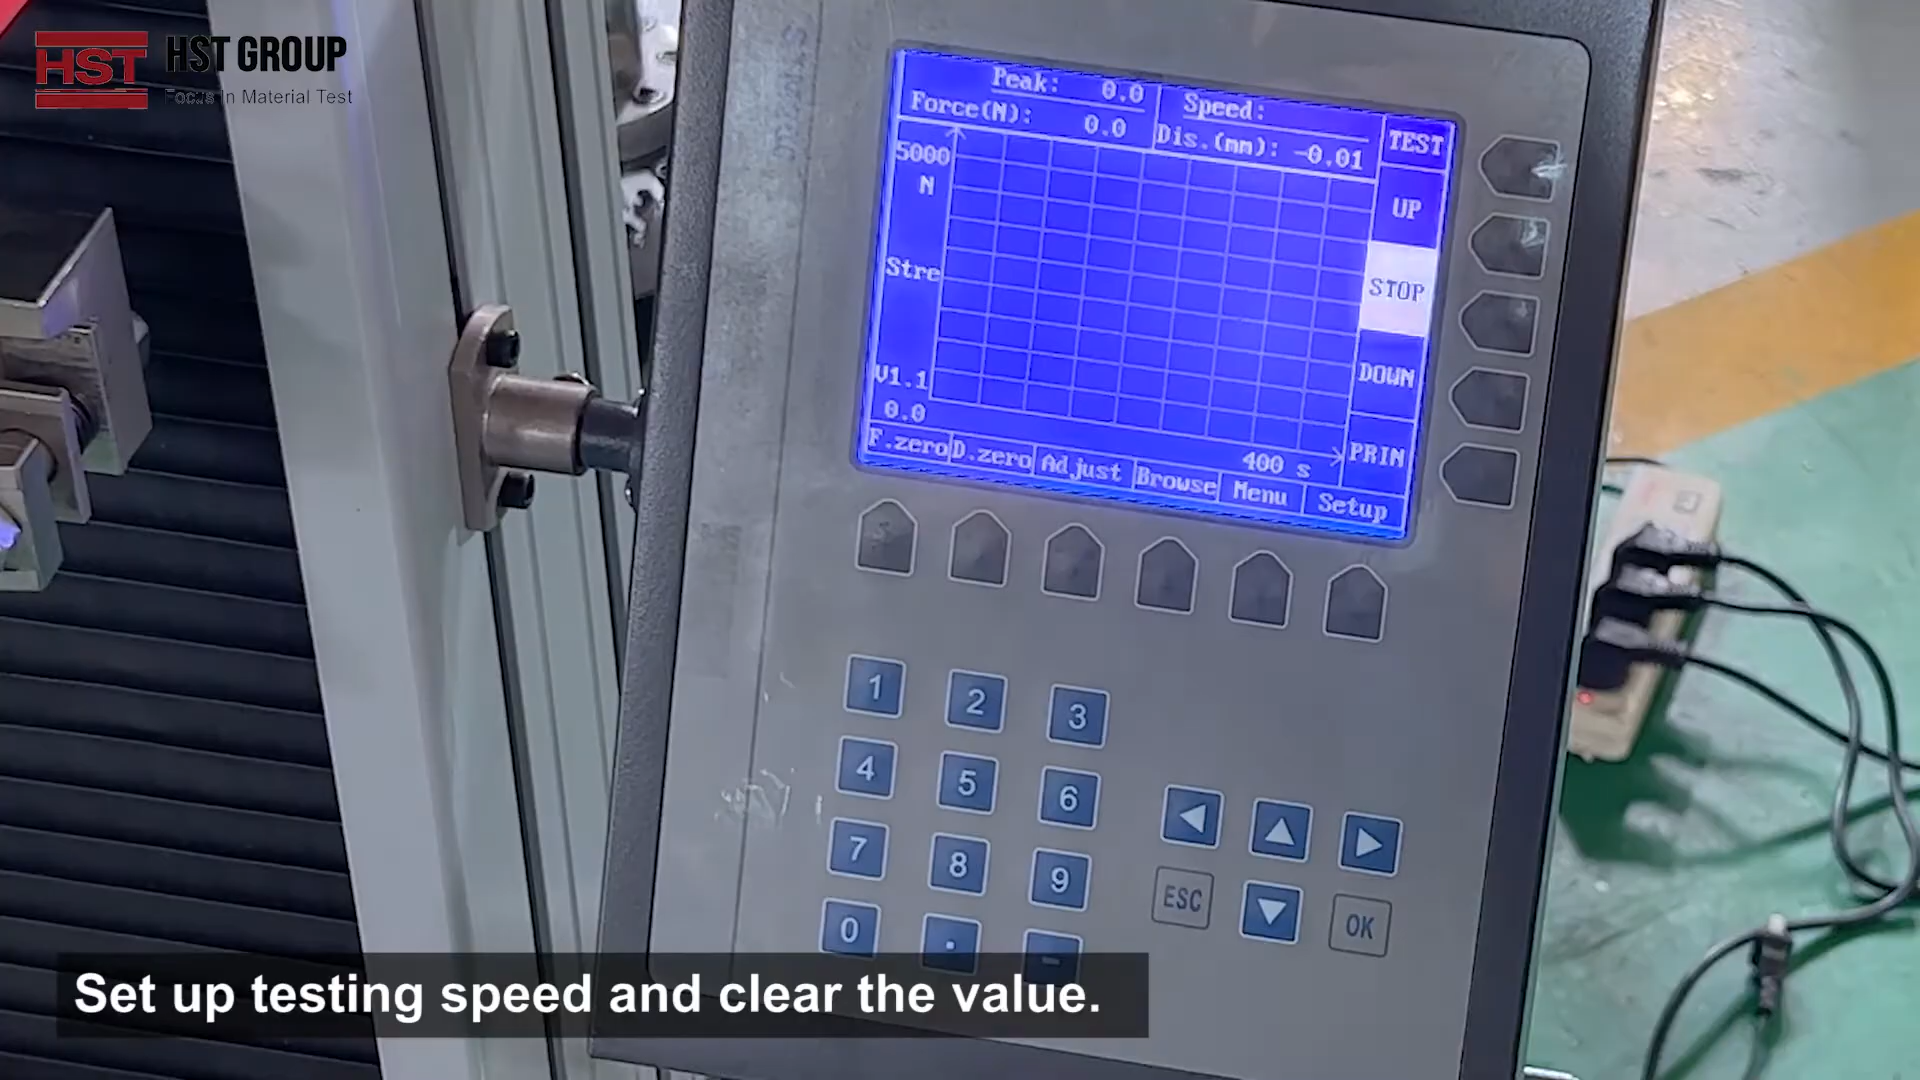 HST
HST GROUP
Focus In Material Test
Peak: 0.0
Force(N): 0.0
Speed:
Dis.(mm): -0.01
TEST
UP
STOP
DOWN
PRIN
5000
N
Stre
V1.1
0.0
400 s
F.zero D.zero Adjust Browse Menu Setup
1 2 3
4 5 6
7 8 9
0 . -
ESC
OK
Set up testing speed and clear the value.